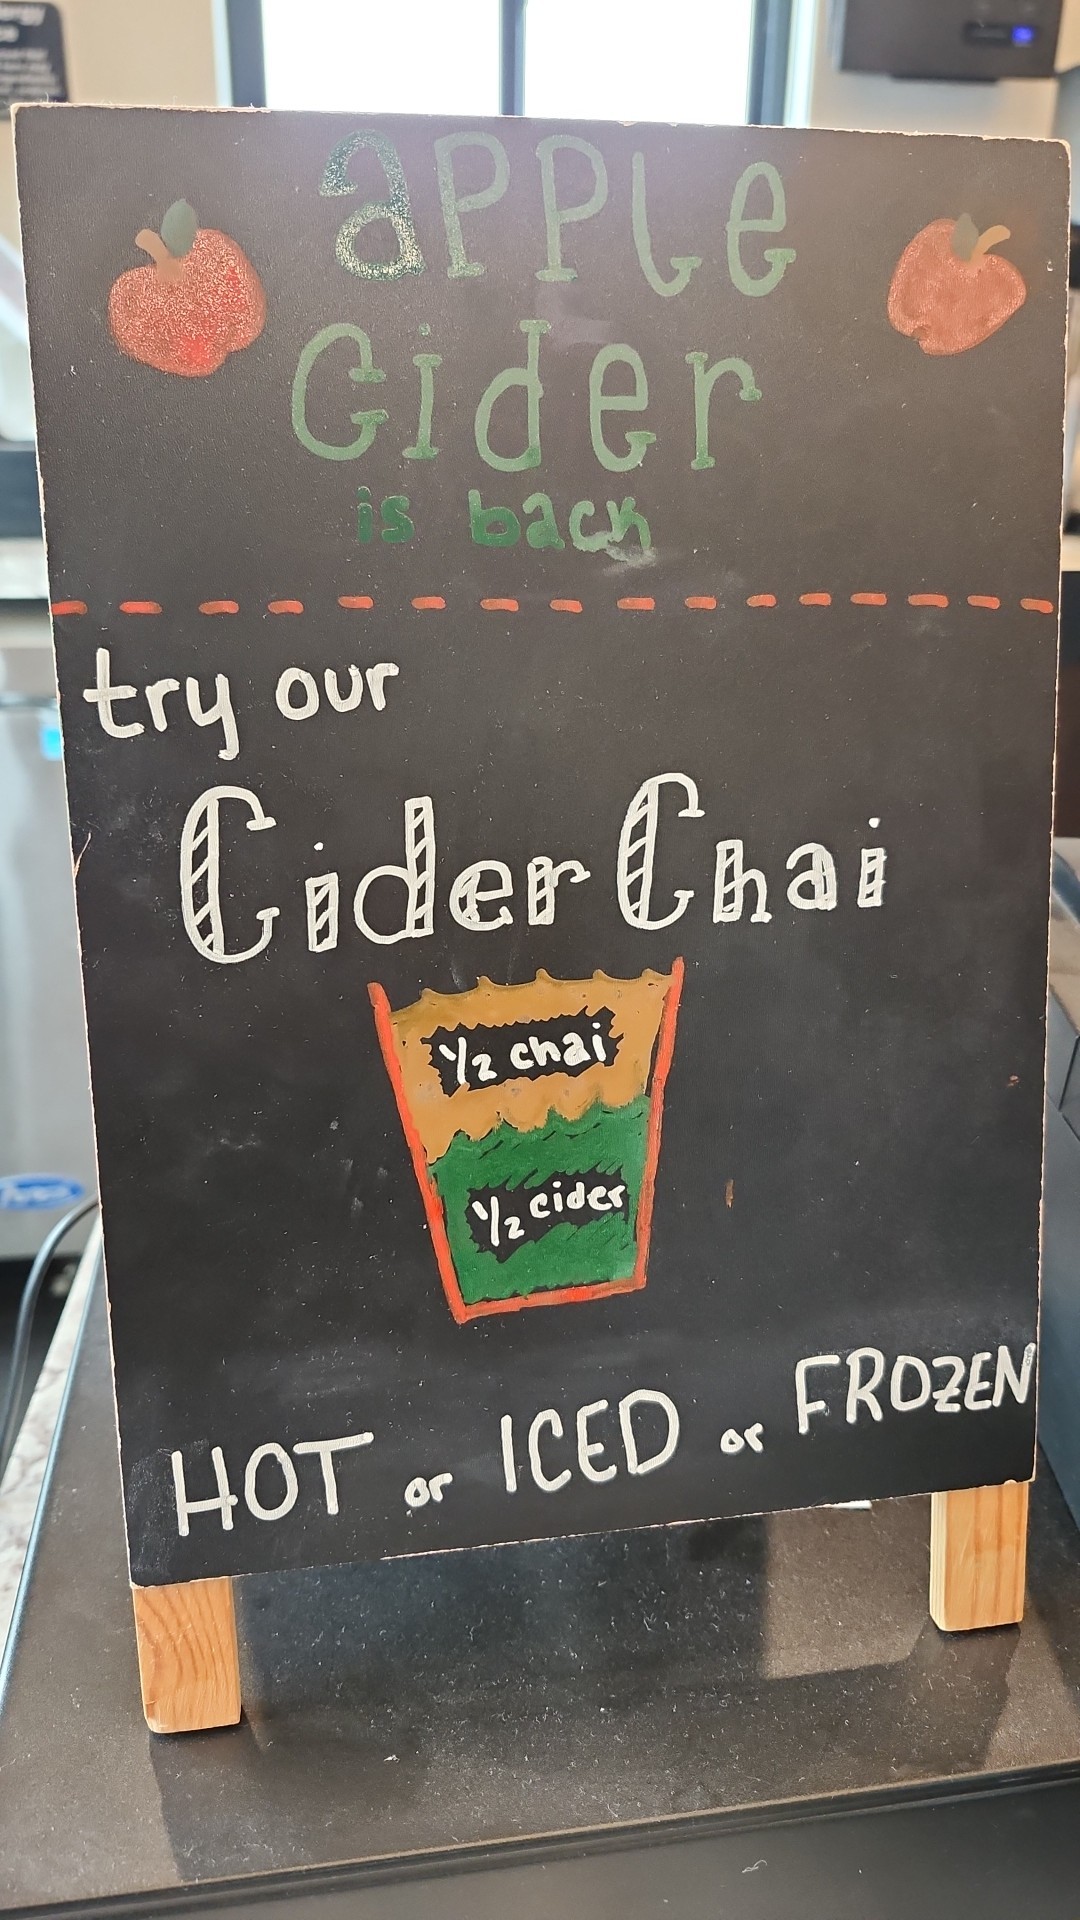 apple
Cider
is back
try our
Cider Chai
1/2 chai
1/2 cider
HOT or ICED or FROZEN